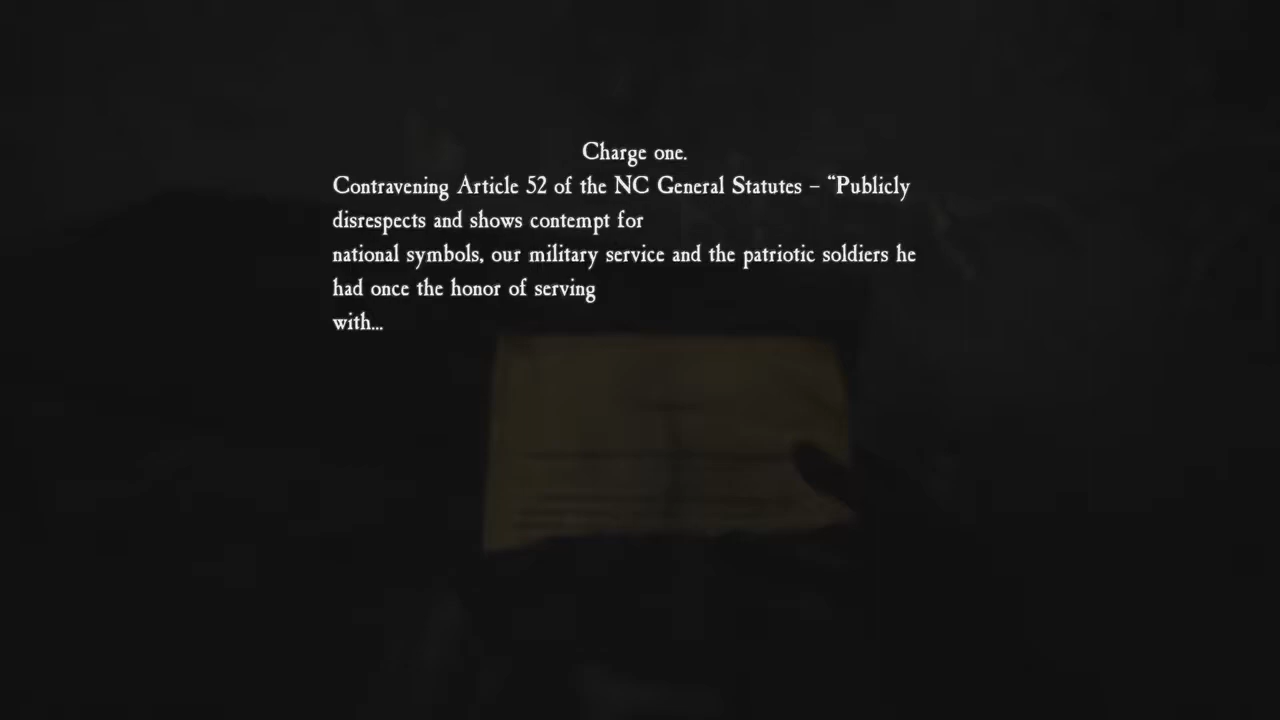 Charge one.
Contravening Article 52 of the NC General Statutes – “Publicly
disrespects and shows contempt for
national symbols, our military service and the patriotic soldiers he
had once the honor of serving
with...